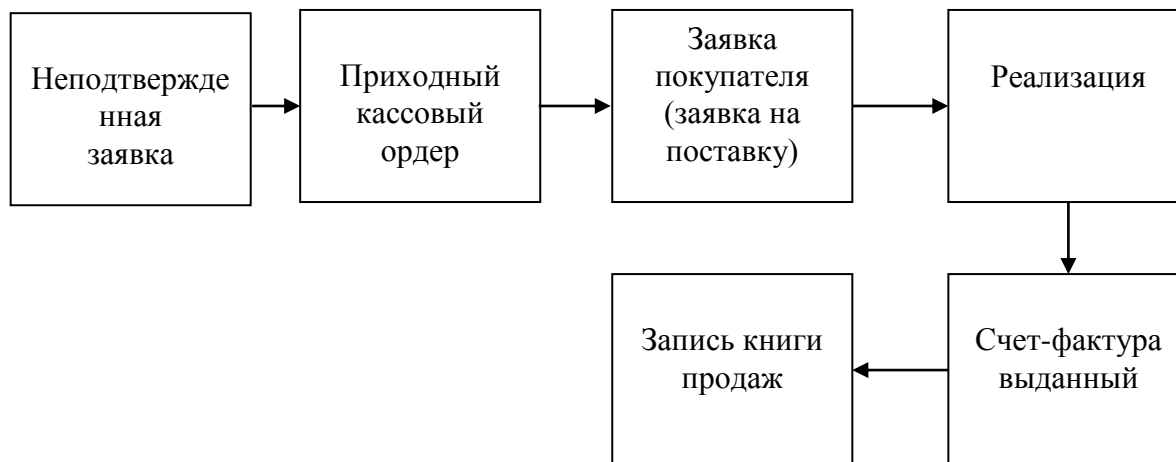 Неподтвержде
нная
заявка
Приходный
кассовый
ордер
Заявка
покупателя
(заявка на
поставку)
Реализация
Счет-фактура
выданный
Запись книги
продаж